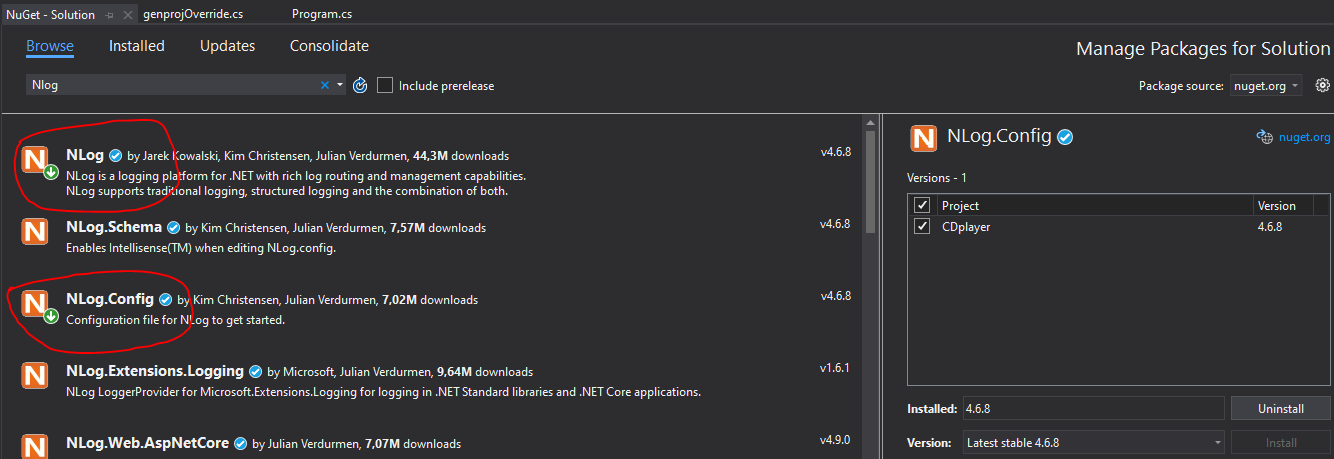 NuGet - Solution
genprojOverride.cs
Program.cs
Browse
Installed
Updates
Consolidate
Manage Packages for Solution
Nlog
Include prerelease
Package source: nuget.org
N
NLog by Jarek Kowalski, Kim Christensen, Julian Verdurmen, 44,3M downloads
v4.6.8
NLog is a logging platform for .NET with rich log routing and management capabilities.
NLog supports traditional logging, structured logging and the combination of both.
N
NLog.Schema by Kim Christensen, Julian Verdurmen, 7,57M downloads
v4.6.8
Enables Intellisense(TM) when editing NLog.config.
N
NLog.Config by Kim Christensen, Julian Verdurmen, 7,02M downloads
v4.6.8
Configuration file for NLog to get started.
N
NLog.Extensions.Logging by Microsoft, Julian Verdurmen, 9,64M downloads
v1.6.1
NLog LoggerProvider for Microsoft.Extensions.Logging for logging in .NET Standard libraries and .NET Core applications.
N
NLog.Web.AspNetCore by Julian Verdurmen, 7,07M downloads
v4.9.0
N
NLog.Config
nuget.org
Versions - 1
Project Version
CDplayer 4.6.8
Installed: 4.6.8 Uninstall
Version: Latest stable 4.6.8 Install